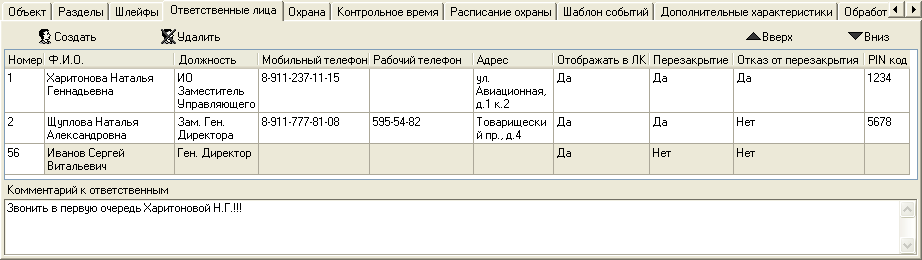 Объект Разделы Шлейфы Ответственные лица Охрана Контрольное время Расписание охраны Шаблон событий Дополнительные характеристики Обработ
Создать Удалить Вверх Вниз
Номер Ф.И.О. Должность Мобильный телефон Рабочий телефон Адрес Отображать в ЛК Перезакрытие Отказ от перезакрытия PIN код
1 Харитонова Наталья ИО 8-911-237-11-15 ул. Да Да Да 1234
Геннадьевна Заместитель Авиационная,
Управляющего д.1 к.2
2 Щуплова Наталья Зам. Ген. 8-911-777-81-08 595-54-82 Товарищески Да Да Нет 5678
Александровна Директора й пр., д.4
56 Иванов Сергей Ген. Директор Да Нет Нет
Витальевич
Комментарий к ответственным
Звонить в первую очередь Харитоновой Н.Г.!!!